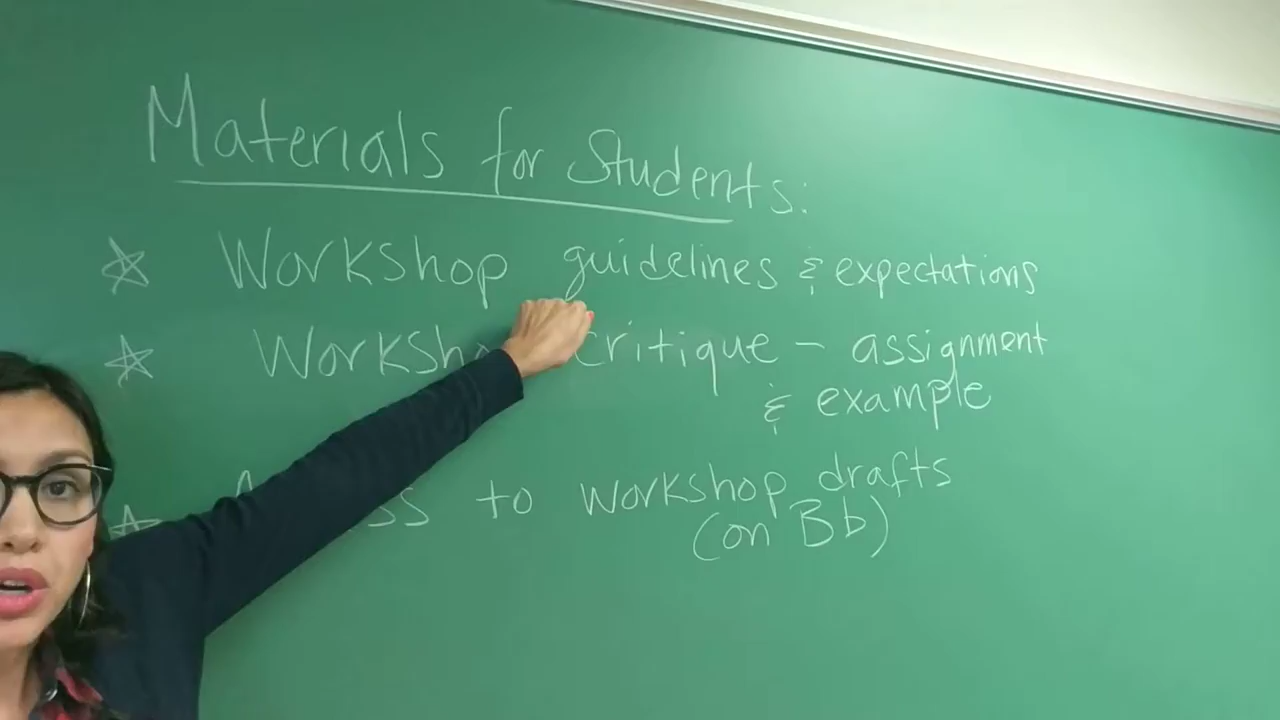 Materials for Students:
Workshop guidelines & expectations
critique - assignment
& example
to workshop drafts
(on Bb)